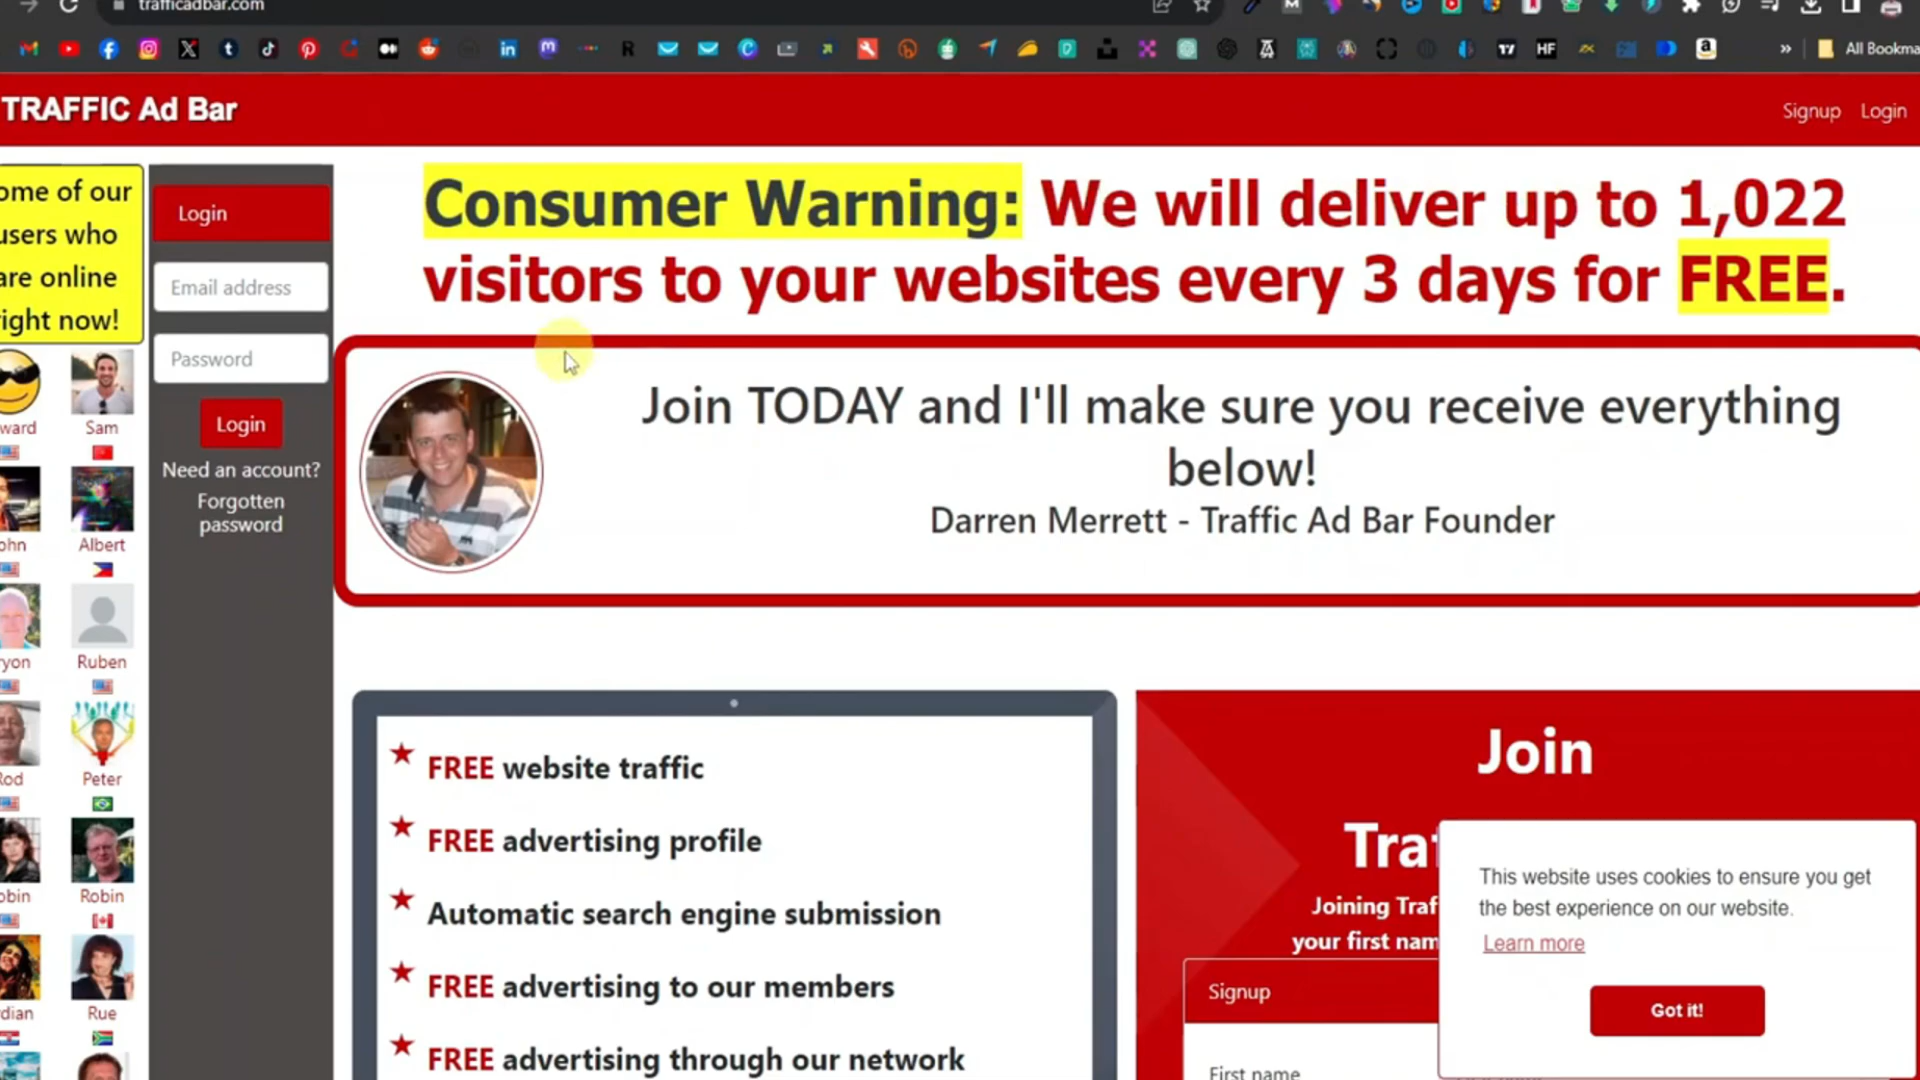 trafficadbar.com
All Bookma
TRAFFIC Ad Bar
Signup
Login
ome of our
users who
are online
right now!
ward
Sam
ohn
Albert
ryon
Ruben
Rod
Peter
obin
Robin
rdian
Rue
Login
Email address
Password
Login
Need an account?
Forgotten
password
Consumer Warning: We will deliver up to 1,022
visitors to your websites every 3 days for FREE.
Join TODAY and I'll make sure you receive everything
below!
Darren Merrett - Traffic Ad Bar Founder
FREE website traffic
FREE advertising profile
Automatic search engine submission
FREE advertising to our members
FREE advertising through our network
Join
Traf
Joining Traf
your first nam
Signup
First name
This website uses cookies to ensure you get
the best experience on our website.
Learn more
Got it!